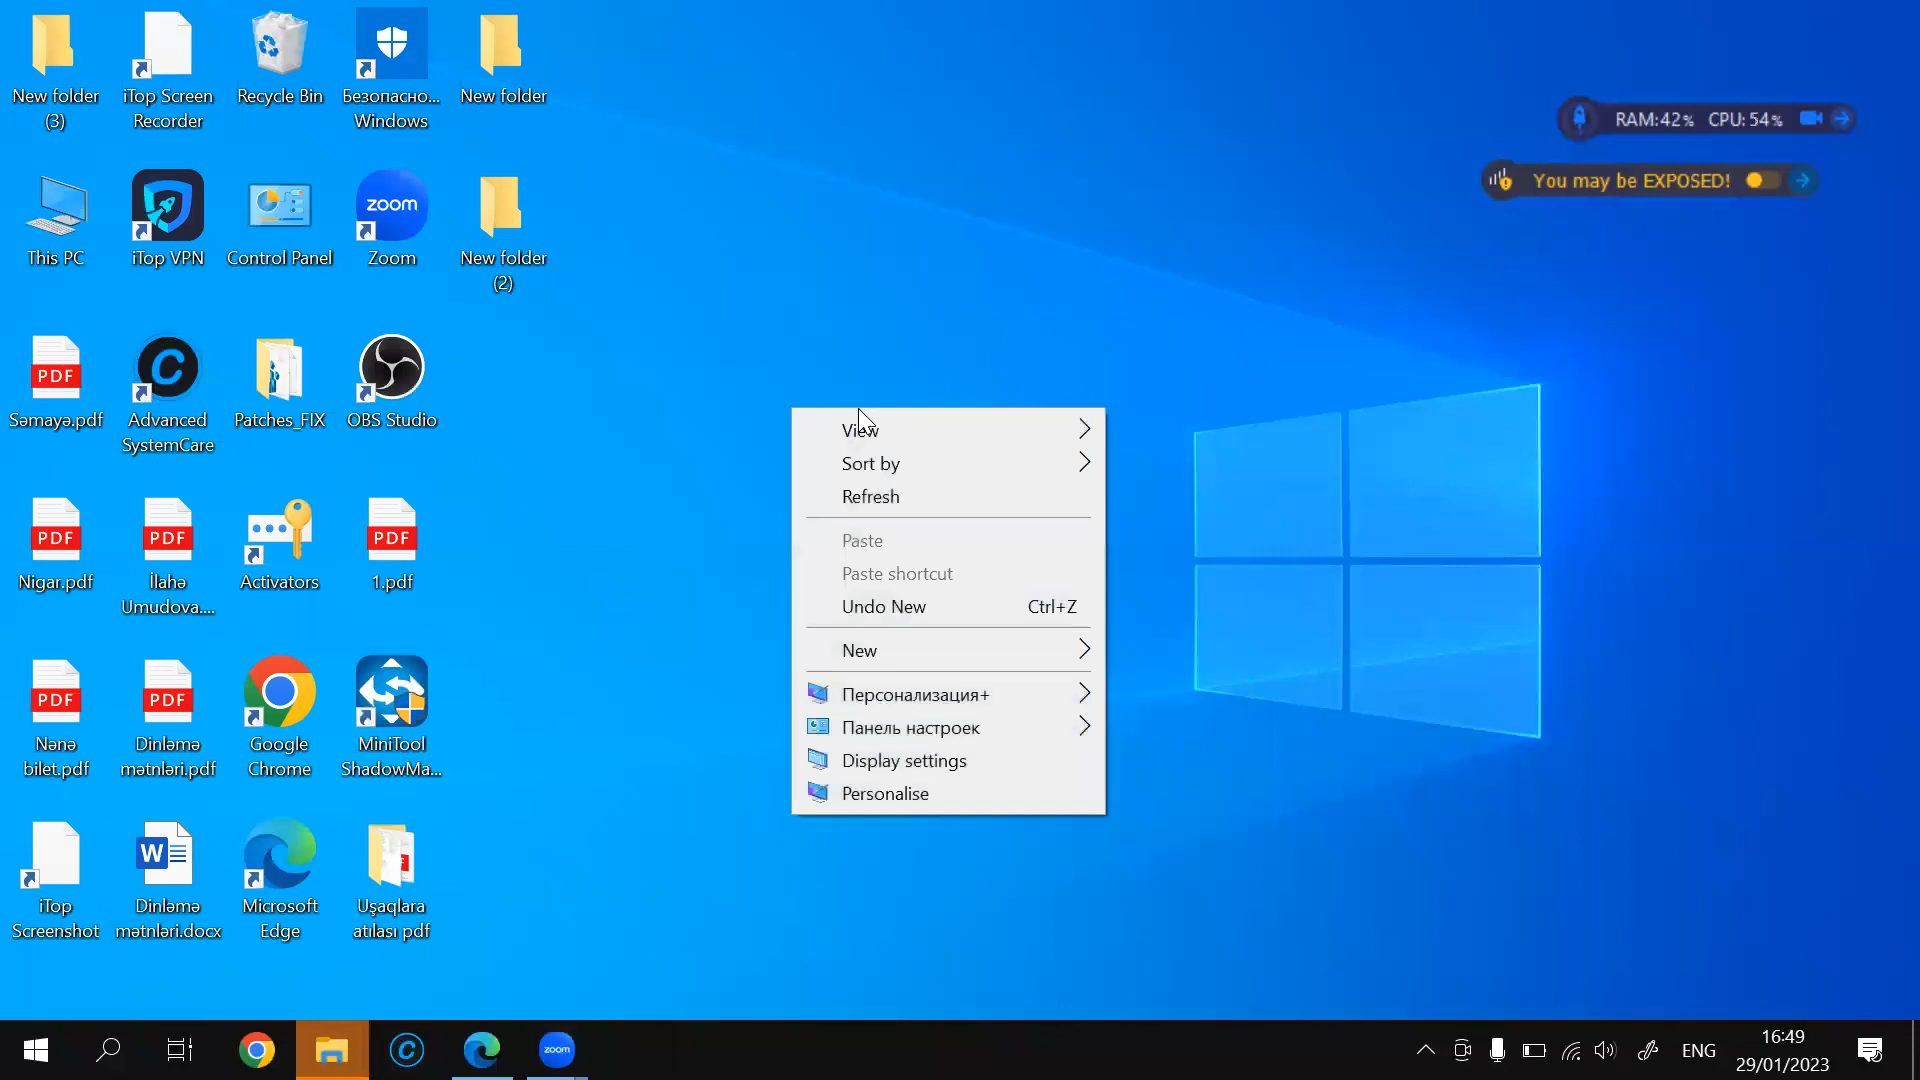 New folder
(3)
iTop Screen
Recorder
Recycle Bin
Безопасно...
Windows
New folder
RAM:42% CPU: 54%
You may be EXPOSED!
This PC
iTop VPN
Control Panel
zoom
Zoom
New folder
(2)
PDF
Səmayə.pdf
Advanced
SystemCare
Patches_FIX
OBS Studio
View
Sort by
Refresh
Paste
Paste shortcut
Undo New Ctrl+Z
New
Персонализация+
Панель настроек
Display settings
Personalise
PDF
Nigar.pdf
PDF
İlahə
Umudova....
Activators
PDF
1.pdf
PDF
Nənə
bilet.pdf
PDF
Dinləmə
mətnləri.pdf
Google
Chrome
MiniTool
ShadowMa...
iTop
Screenshot
W
Dinləmə
mətnləri.docx
Microsoft
Edge
Uşaqlara
atılası pdf
zoom
ENG
16:49
29/01/2023